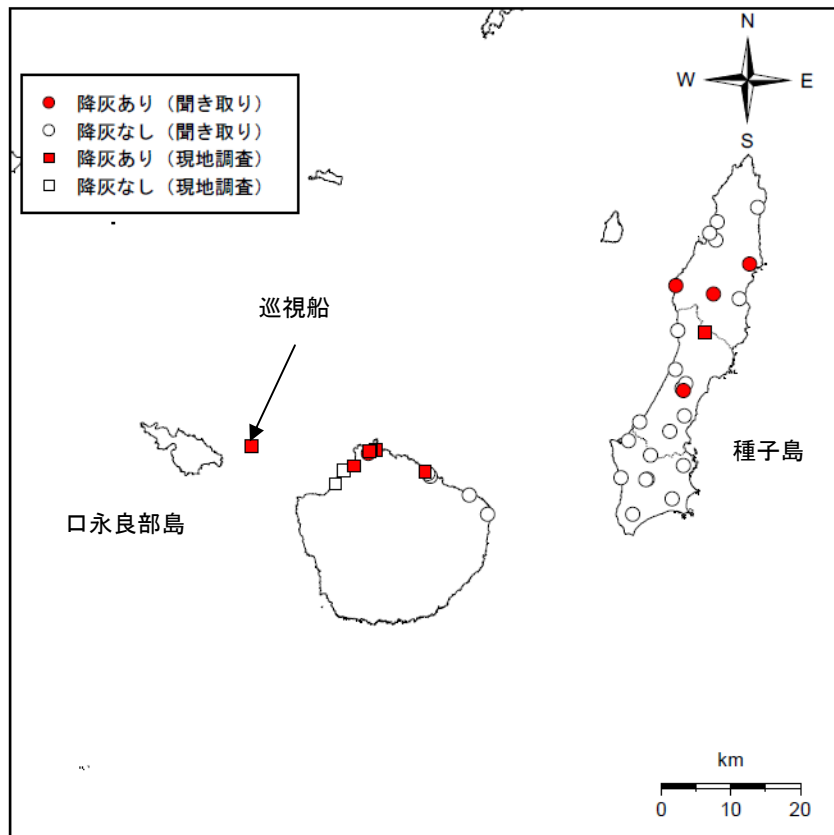 N
W E
S
降灰あり（聞き取り）
降灰なし（聞き取り）
降灰あり（現地調査）
降灰なし（現地調査）
巡視船
種子島
口永良部島
km
0 10 20